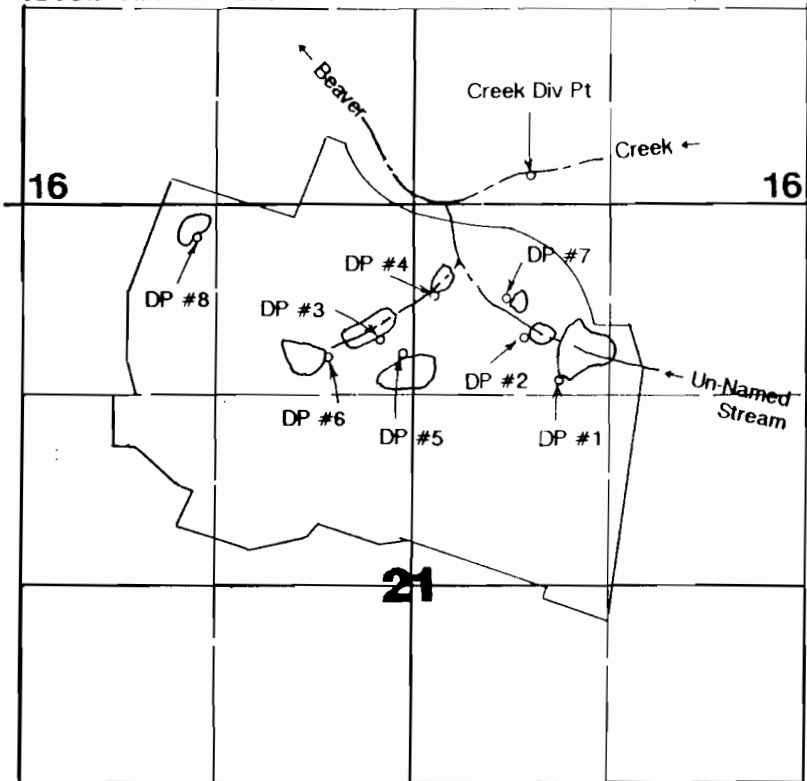 Beaver
Creek Div Pt
Creek ←
16
16
DP #7
DP #4
DP #8
DP #3
DP #2
Un-Named
Stream
DP #6
DP #5
DP #1
21